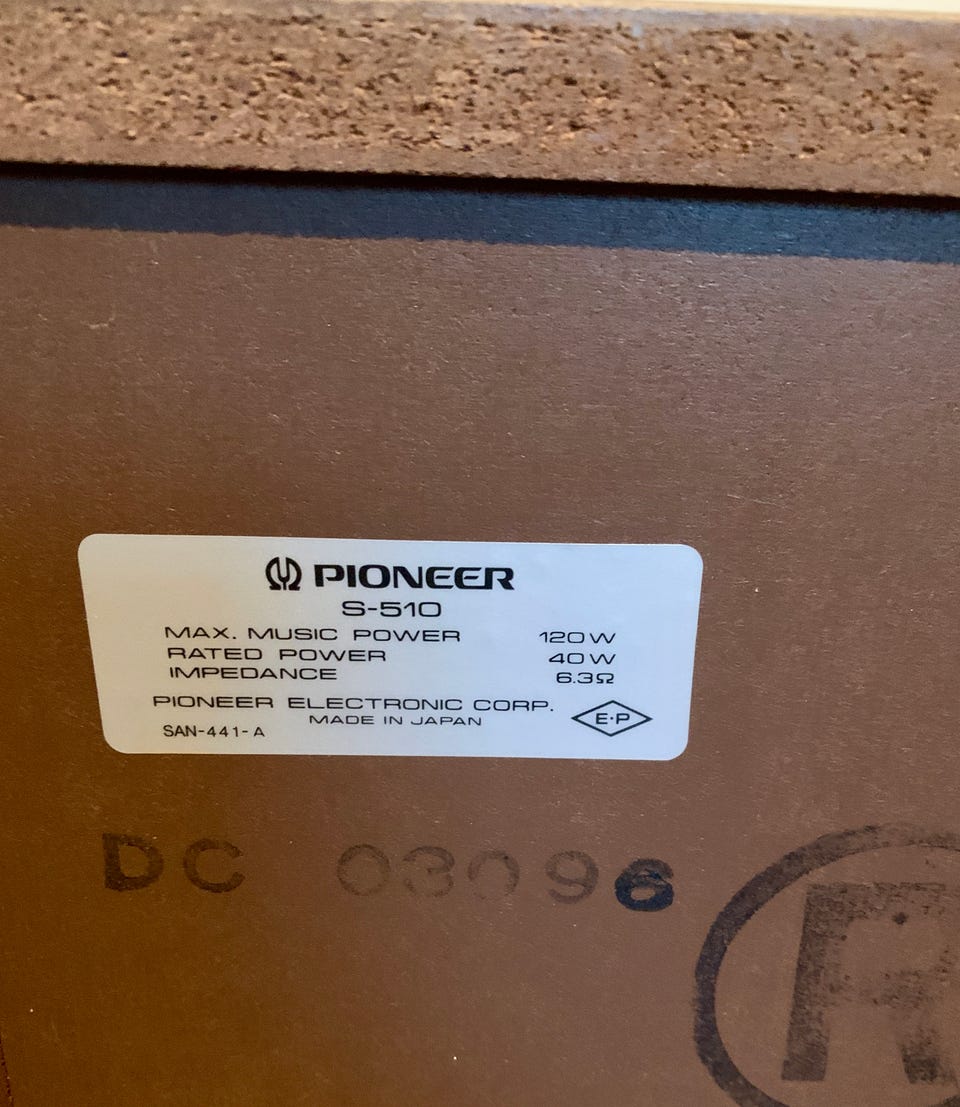 PIONEER
S-510
MAX. MUSIC POWER 120W
RATED POWER 40W
IMPEDANCE 6.3Ω
PIONEER ELECTRONIC CORP.
MADE IN JAPAN
SAN-441-A
E·P
DC 03096
R